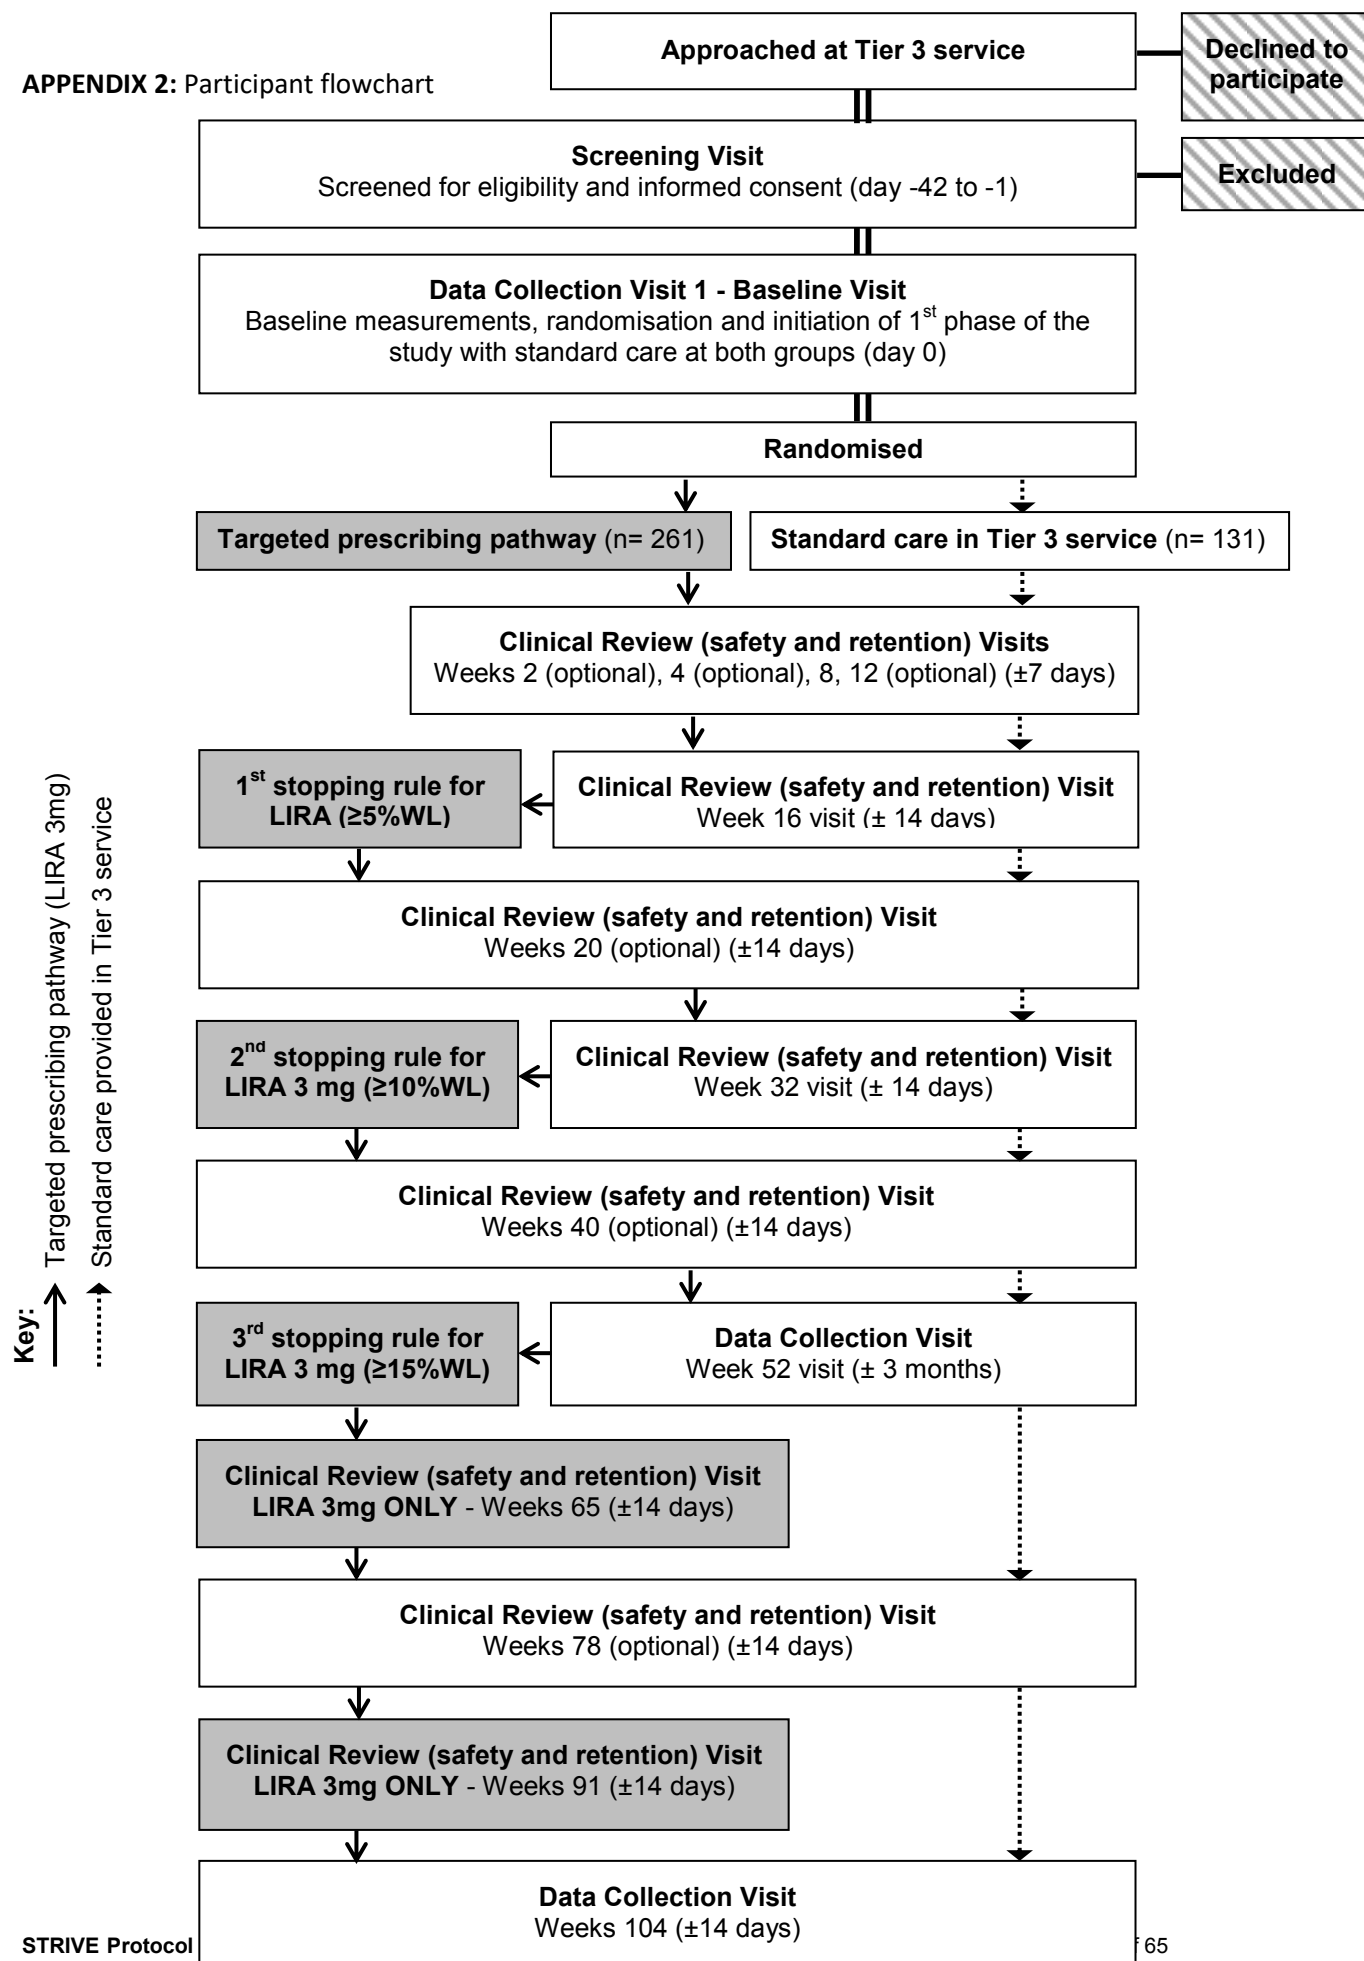 Approached at Tier 3 service
Declined to
participate
APPENDIX 2: Participant flowchart
Screening Visit
Screened for eligibility and informed consent (day -42 to -1)
Excluded
Data Collection Visit 1 - Baseline Visit
Baseline measurements, randomisation and initiation of 1st phase of the
study with standard care at both groups (day 0)
Randomised
Targeted prescribing pathway (n= 261)
Standard care in Tier 3 service (n= 131)
Clinical Review (safety and retention) Visits
Weeks 2 (optional), 4 (optional), 8, 12 (optional) (±7 days)
1st stopping rule for
LIRA (≥5%WL)
Clinical Review (safety and retention) Visit
Week 16 visit (± 14 days)
Clinical Review (safety and retention) Visit
Weeks 20 (optional) (±14 days)
2nd stopping rule for
LIRA 3 mg (≥10%WL)
Clinical Review (safety and retention) Visit
Week 32 visit (± 14 days)
Clinical Review (safety and retention) Visit
Weeks 40 (optional) (±14 days)
3rd stopping rule for
LIRA 3 mg (≥15%WL)
Data Collection Visit
Week 52 visit (± 3 months)
Clinical Review (safety and retention) Visit
LIRA 3mg ONLY - Weeks 65 (±14 days)
Clinical Review (safety and retention) Visit
Weeks 78 (optional) (±14 days)
Clinical Review (safety and retention) Visit
LIRA 3mg ONLY - Weeks 91 (±14 days)
Data Collection Visit
Weeks 104 (±14 days)
Key:
Targeted prescribing pathway (LIRA 3mg)
Standard care provided in Tier 3 service
STRIVE Protocol
65